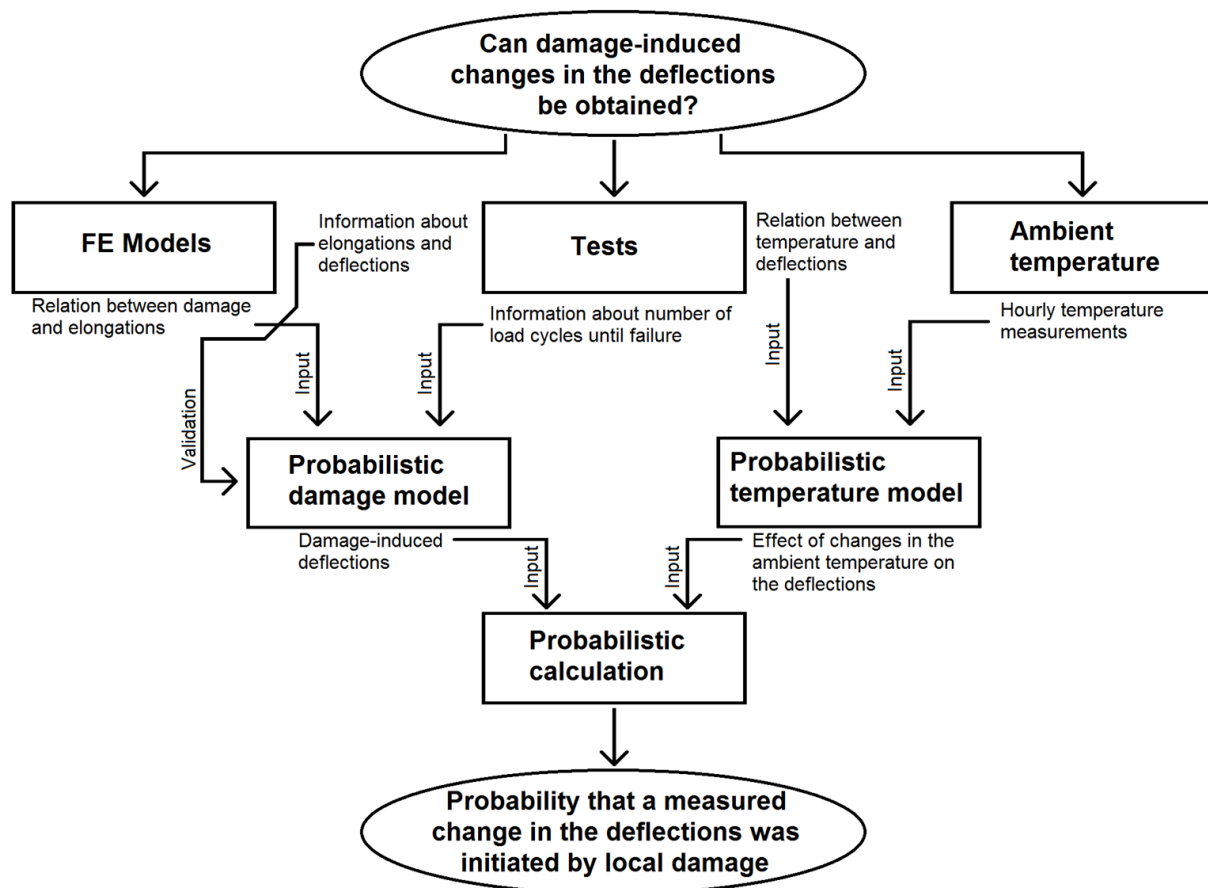 Can damage-induced
changes in the deflections
be obtained?
FE Models
Information about
elongations and
deflections
Tests
Relation between
temperature and
deflections
Ambient
temperature
Relation between damage
and elongations
Information about number of
load cycles until failure
Hourly temperature
measurements
Validation
Input
Input
Input
Input
Probabilistic
damage model
Probabilistic
temperature model
Damage-induced
deflections
Input
Input
Effect of changes in the
ambient temperature on
the deflections
Probabilistic
calculation
Probability that a measured
change in the deflections was
initiated by local damage